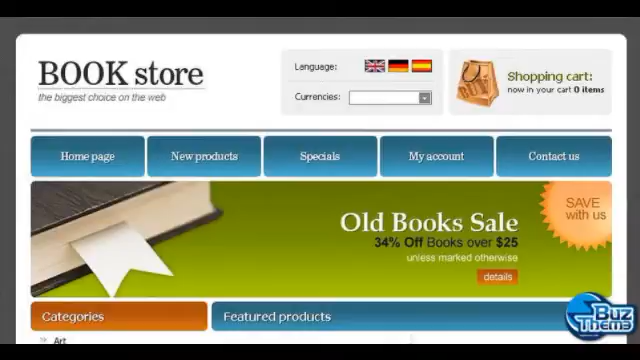 BOOK store
the biggest choice on the web
Language:
Currencies:
Shopping cart:
now in your cart 0 items
Home page
New products
Specials
My account
Contact us
Old Books Sale
34% Off Books over $25
unless marked otherwise
details
SAVE
with us
Categories
Featured products
Art
Buz
Them